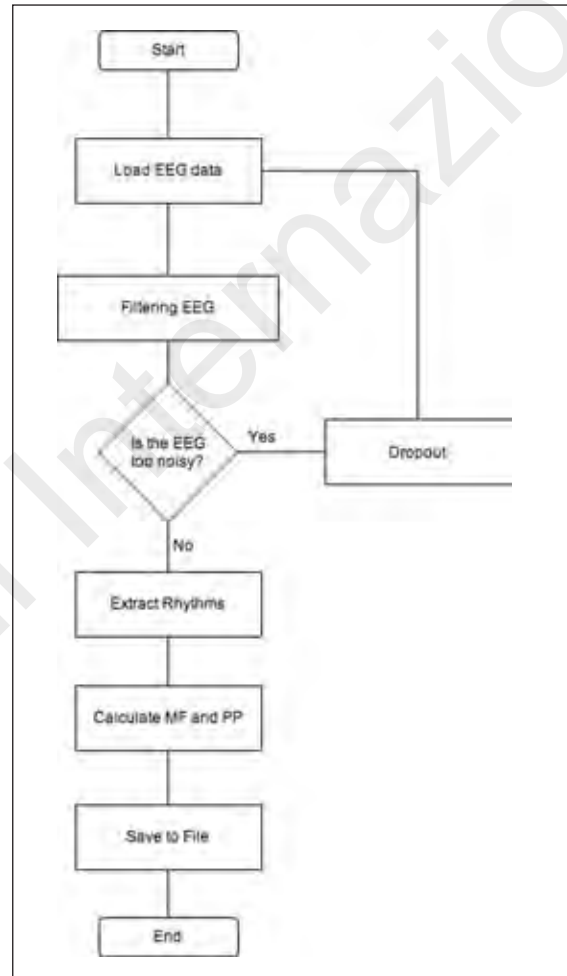 Start
Load EEG data
Filtering EEG
Is the EEG
too noisy?
Yes
Dropout
No
Extract Rhythms
Calculate MF and PP
Save to File
End
Internazio